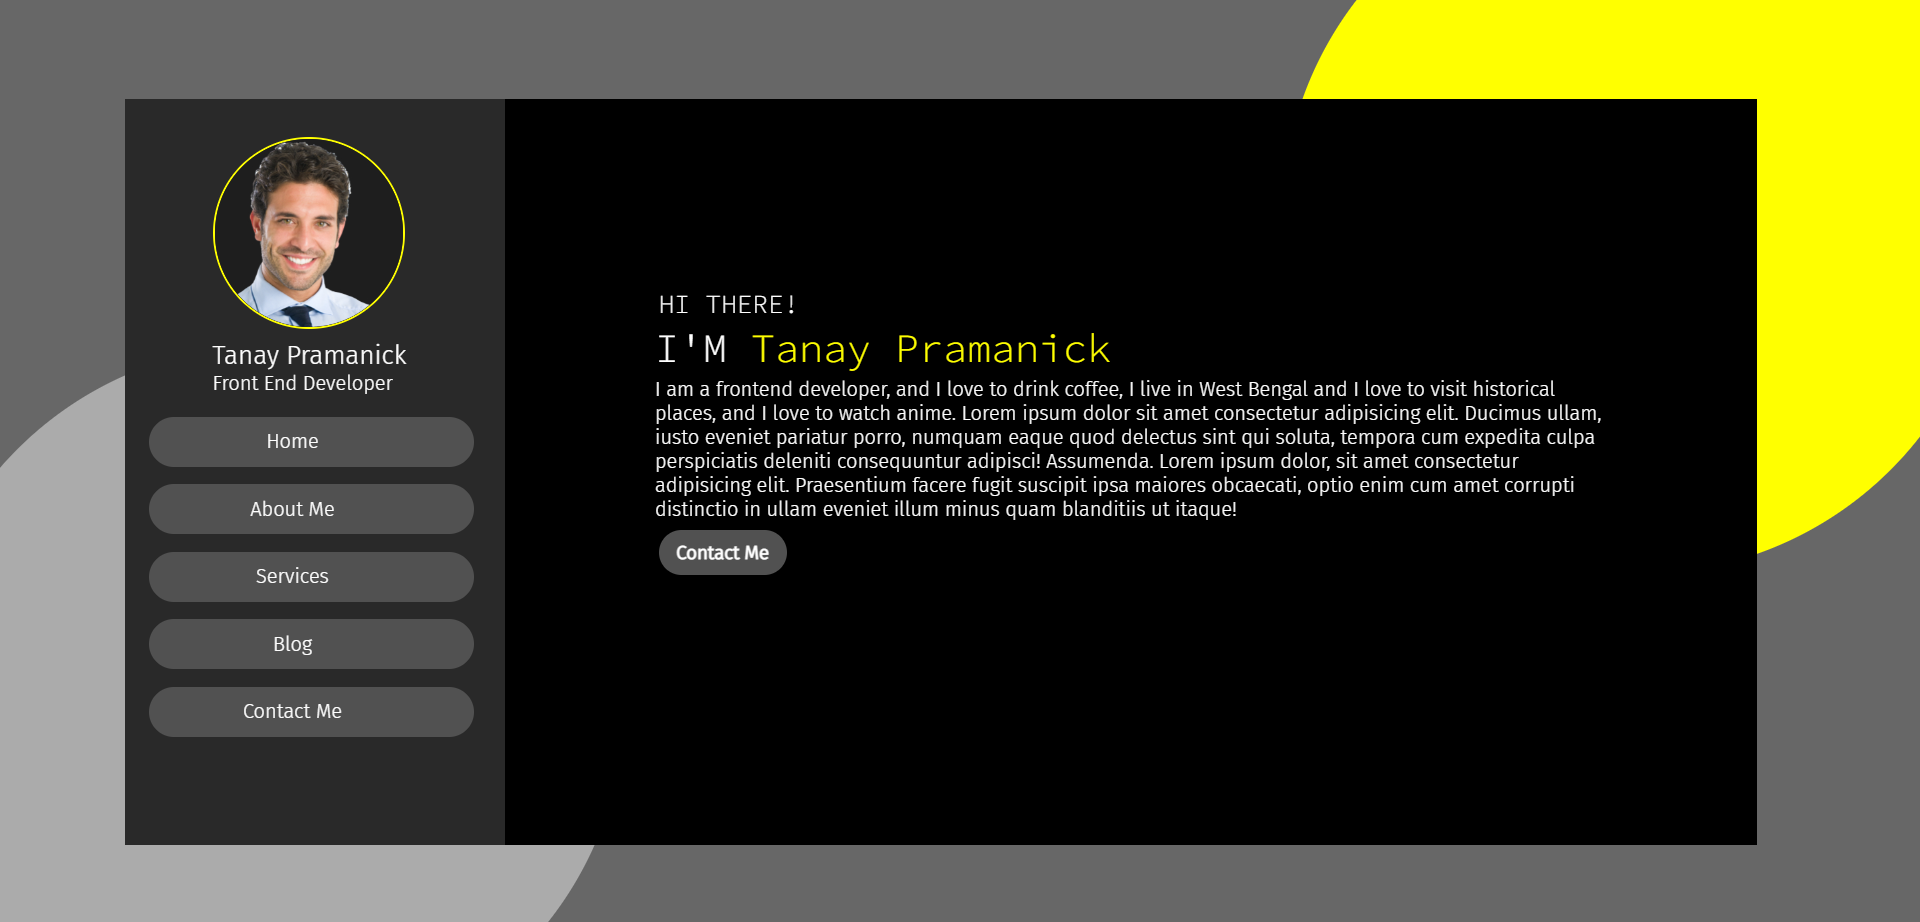 Tanay Pramanick
Front End Developer
Home
About Me
Services
Blog
Contact Me
HI THERE!
I'M Tanay Pramanick
I am a frontend developer, and I love to drink coffee, I live in West Bengal and I love to visit historical
places, and I love to watch anime. Lorem ipsum dolor sit amet consectetur adipisicing elit. Ducimus ullam,
iusto eveniet pariatur porro, numquam eaque quod delectus sint qui soluta, tempora cum expedita culpa
perspiciatis deleniti consequuntur adipisci! Assumenda. Lorem ipsum dolor, sit amet consectetur
adipisicing elit. Praesentium facere fugit suscipit ipsa maiores obcaecati, optio enim cum amet corrupti
distinctio in ullam eveniet illum minus quam blanditiis ut itaque!
Contact Me